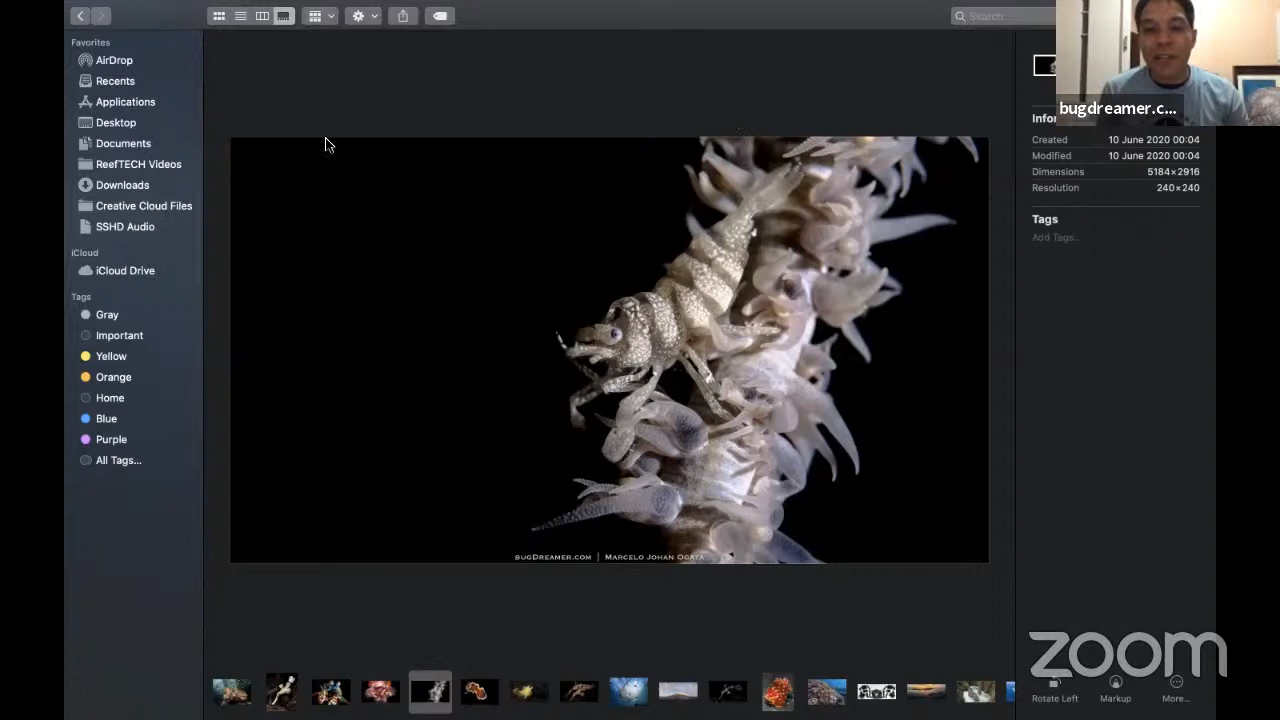 Search
Favorites
AirDrop
Recents
Applications
Desktop
Documents
ReefTECH Videos
Downloads
Creative Cloud Files
SSHD Audio
iCloud
iCloud Drive
Tags
Gray
Important
Yellow
Orange
Home
Blue
Purple
All Tags...
bugDreamer.com | Marcelo Johan Ogata
bugdreamer.c...
Infor
Created 10 June 2020 00:04
Modified 10 June 2020 00:04
Dimensions 5184×2916
Resolution 240×240
Tags
Add Tags...
zoom
Rotate Left Markup More...